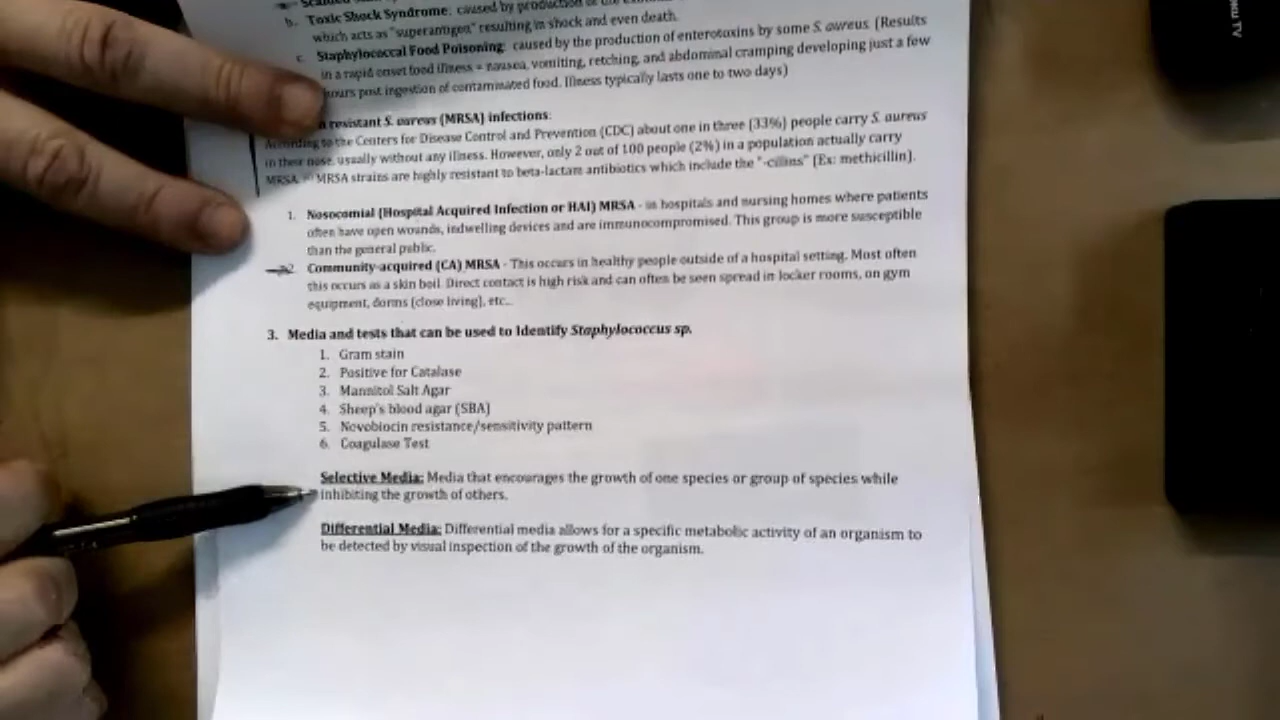 b. Toxic Shock Syndrome: caused by production of the
which acts as "superantigen" resulting in shock and even death.
c. Staphylococcal Food Poisoning: caused by the production of enterotoxins by some S. aureus. (Results
in a rapid onset food illness = nausea, vomiting, retching, and abdominal cramping developing just a few
hours post ingestion of contaminated food. Illness typically lasts one to two days)
resistant S. aureus (MRSA) infections:
According to the Centers for Disease Control and Prevention (CDC) about one in three (33%) people carry S. aureus
in their nose, usually without any illness. However, only 2 out of 100 people (2%) in a population actually carry
MRSA. MRSA strains are highly resistant to beta-lactam antibiotics which include the "-cillins" (Ex: methicillin).
1. Nosocomial (Hospital Acquired Infection or HAI) MRSA - in hospitals and nursing homes where patients
often have open wounds, indwelling devices and are immunocompromised. This group is more susceptible
than the general public.
2. Community-acquired (CA) MRSA - This occurs in healthy people outside of a hospital setting. Most often
this occurs as a skin boil. Direct contact is high risk and can often be seen spread in locker rooms, on gym
equipment, dorms (close living), etc...
3. Media and tests that can be used to Identify Staphylococcus sp.
1. Gram stain
2. Positive for Catalase
3. Mannitol Salt Agar
4. Sheep's blood agar (SBA)
5. Novobiocin resistance/sensitivity pattern
6. Coagulase Test
Selective Media: Media that encourages the growth of one species or group of species while
inhibiting the growth of others.
Differential Media: Differential media allows for a specific metabolic activity of an organism to
be detected by visual inspection of the growth of the organism.
TV